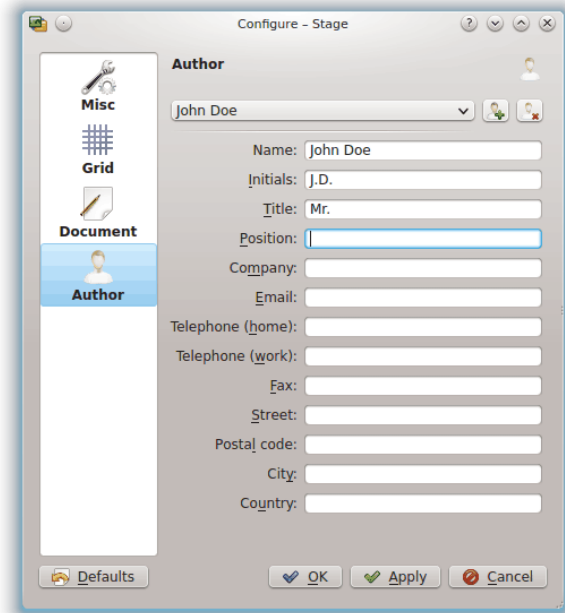 Configure – Stage
Misc
Grid
Document
Author
Author
John Doe
Name: John Doe
Initials: J.D.
Title: Mr.
Position:
Company:
Email:
Telephone (home):
Telephone (work):
Fax:
Street:
Postal code:
City:
Country:
Defaults
OK
Apply
Cancel